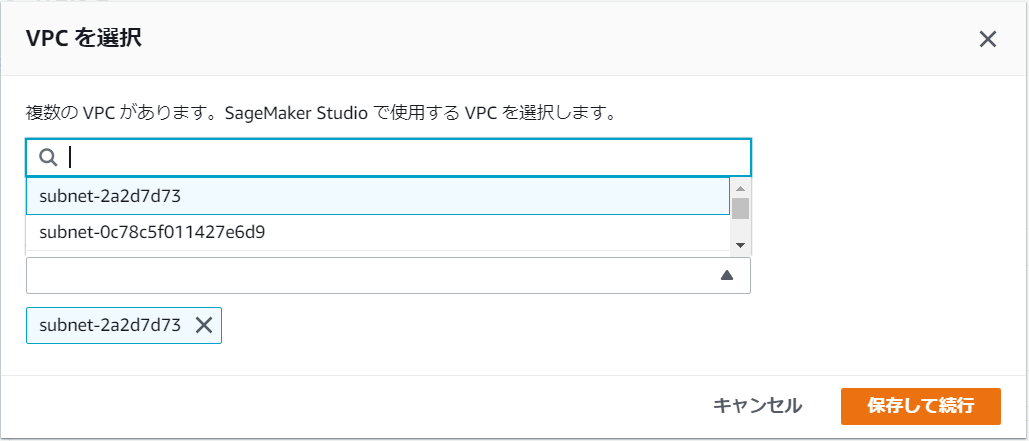 VPC を選択
複数の VPC があります。SageMaker Studio で使用する VPC を選択します。
subnet-2a2d7d73
subnet-0c78c5f011427e6d9
subnet-2a2d7d73
キャンセル
保存して続行